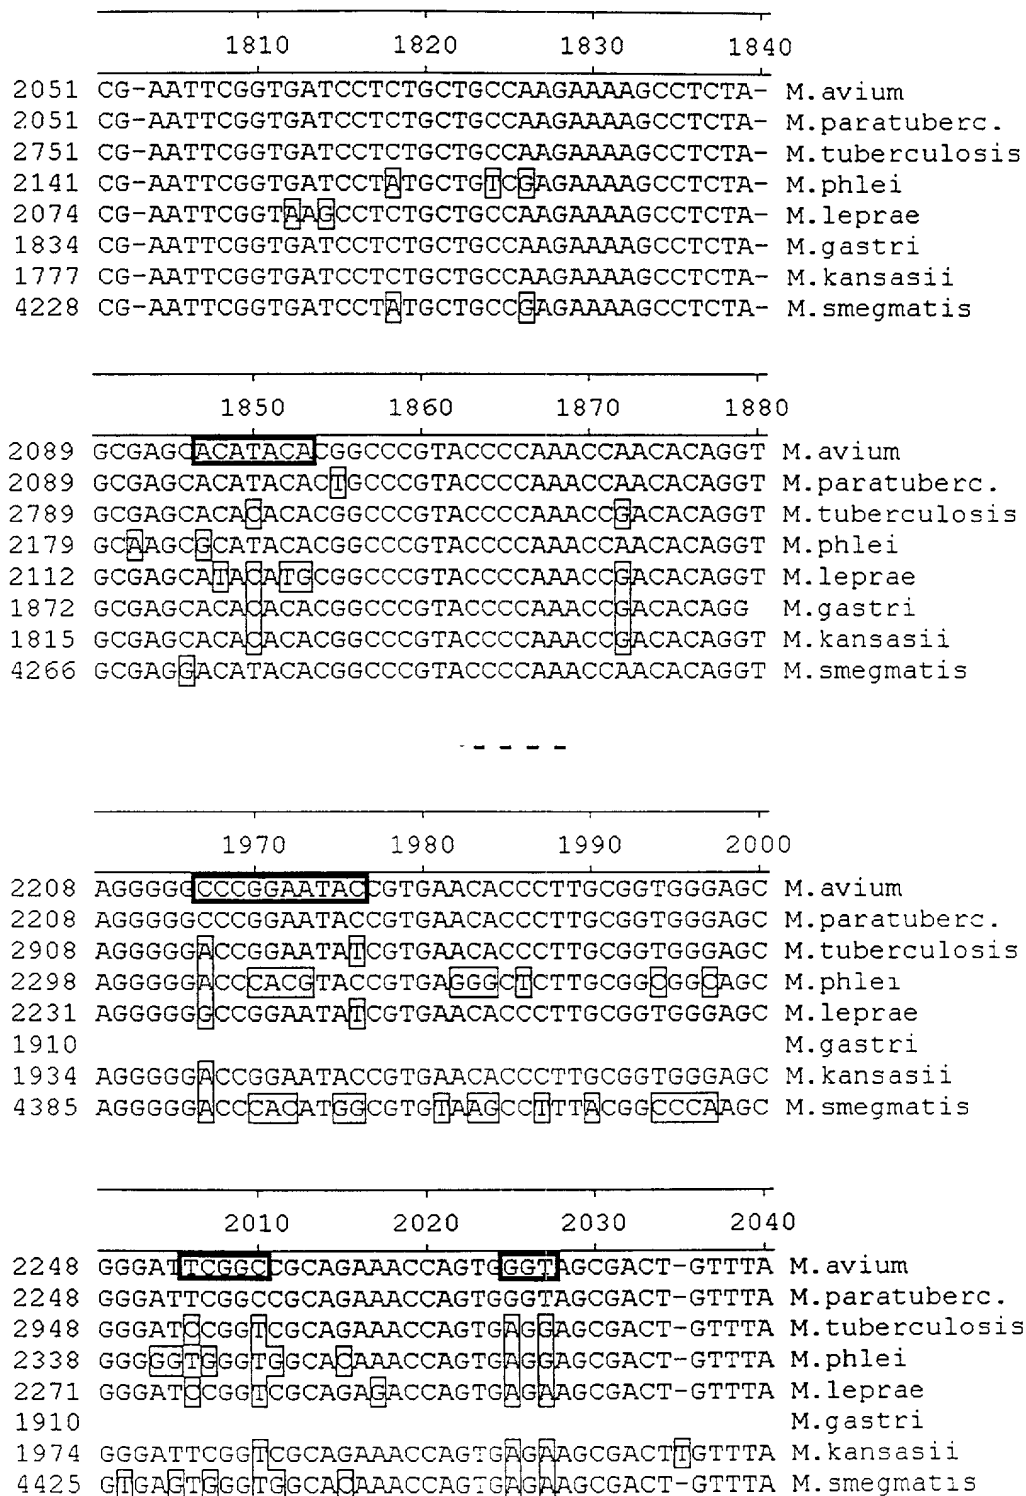 1810 1820 1830 1840
2051 CG-AATTCGGTGATCCTCTGCTGCCAAGAAAAGCCTCTA- M.avium
2051 CG-AATTCGGTGATCCTCTGCTGCCAAGAAAAGCCTCTA- M.paratuberc.
2751 CG-AATTCGGTGATCCTCTGCTGCCAAGAAAAGCCTCTA- M.tuberculosis
2141 CG-AATTCGGTGATCCTATGCTGTCGAGAAAAGCCTCTA- M.phlei
2074 CG-AATTCGGTAAGCCTCTGCTGCCAAGAAAAGCCTCTA- M.leprae
1834 CG-AATTCGGTGATCCTCTGCTGCCAAGAAAAGCCTCTA- M.gastri
1777 CG-AATTCGGTGATCCTCTGCTGCCAAGAAAAGCCTCTA- M.kansasii
4228 CG-AATTCGGTGATCCTATGCTGCCGAGAAAAGCCTCTA- M.smegmatis
1850 1860 1870 1880
2089 GCGAGCACATACACGGCCCGTACCCCAAACCAACACAGGT M.avium
2089 GCGAGCACATACACTGCCCGTACCCCAAACCAACACAGGT M.paratuberc.
2789 GCGAGCACACACACGGCCCGTACCCCAAACCGACACAGGT M.tuberculosis
2179 GCAAGCGCATACACGGCCCGTACCCCAAACCAACACAGGT M.phlei
2112 GCGAGCATACATGCGGCCCGTACCCCAAACCGACACAGGT M.leprae
1872 GCGAGCACACACACGGCCCGTACCCCAAACCGACACAGG M.gastri
1815 GCGAGCACACACACGGCCCGTACCCCAAACCGACACAGGT M.kansasii
4266 GCGAGGACATACACGGCCCGTACCCCAAACCAACACAGGT M.smegmatis
- - - - -
1970 1980 1990 2000
2208 AGGGGGCCCGGAATACCGTGAACACCCTTGCGGTGGGAGC M.avium
2208 AGGGGGCCCGGAATACCGTGAACACCCTTGCGGTGGGAGC M.paratuberc.
2908 AGGGGGACCGGAATATCGTGAACACCCTTGCGGTGGGAGC M.tuberculosis
2298 AGGGGGACCCACGTACCGTGAGGGCTCTTGCGGCGGCAGC M.phlei
2231 AGGGGGGCCGGAATATCGTGAACACCCTTGCGGTGGGAGC M.leprae
1910 M.gastri
1934 AGGGGGACCGGAATACCGTGAACACCCTTGCGGTGGGAGC M.kansasii
4385 AGGGGGACCCACATGGCGTGTAAGCCTTTACGGCCCAAGC M.smegmatis
2010 2020 2030 2040
2248 GGGATTCGGCCGCAGAAACCAGTGGGTAGCGACT-GTTTA M.avium
2248 GGGATTCGGCCGCAGAAACCAGTGGGTAGCGACT-GTTTA M.paratuberc.
2948 GGGATCCGGTCGCAGAAACCAGTGAGGAGCGACT-GTTTA M.tuberculosis
2338 GGGGGTGGGTGGCACAAACCAGTGAGGAGCGACT-GTTTA M.phlei
2271 GGGATCCGGTCGCAGAGACCAGTGAGAAGCGACT-GTTTA M.leprae
1910 M.gastri
1974 GGGATTCGGTCGCAGAAACCAGTGAGAAGCGACTTGTTTA M.kansasii
4425 GTGAGTGGGTGGCACAAACCAGTGAGAAGCGACT-GTTTA M.smegmatis